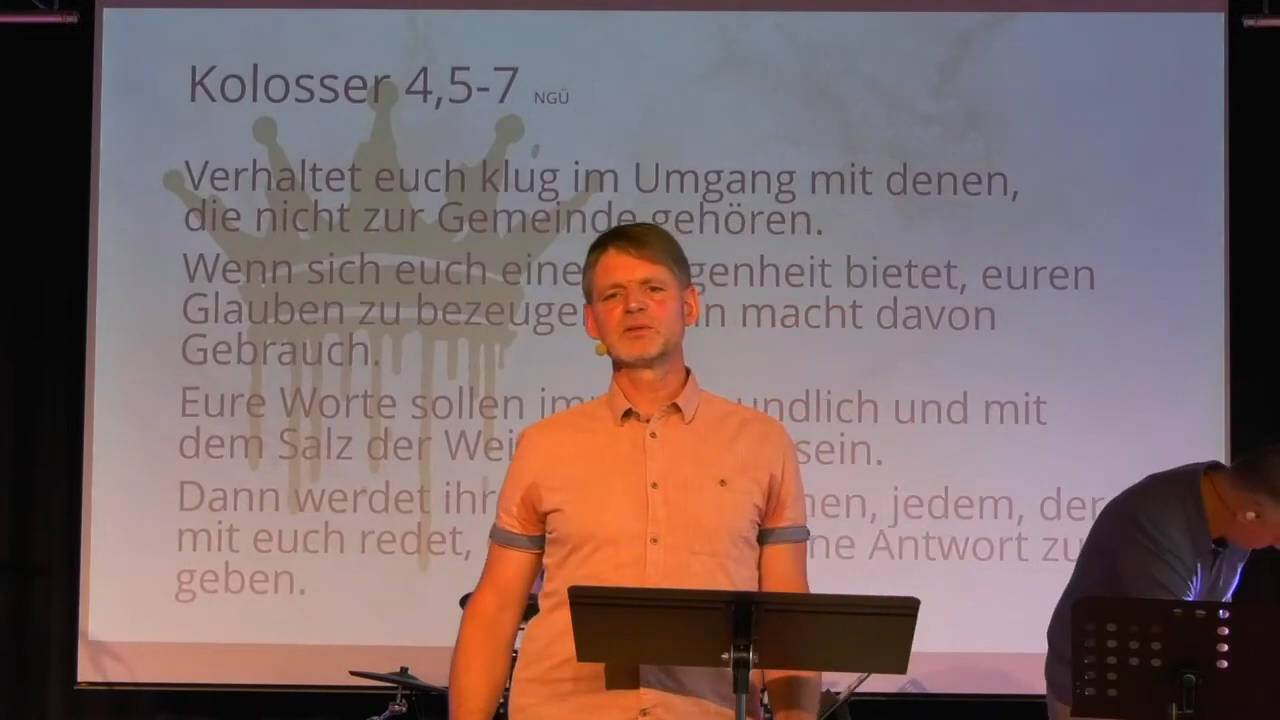 Kolosser 4,5-7 NGÜ
Verhaltet euch klug im Umgang mit denen,
die nicht zur Gemeinde gehören.
Wenn sich euch eine genheit bietet, euren
Glauben zu bezeuge n macht davon
Gebrauch.
Eure Worte sollen im undlich und mit
dem Salz der Wei sein.
Dann werdet ihr en, jedem, der
mit euch redet, ne Antwort zu
geben.